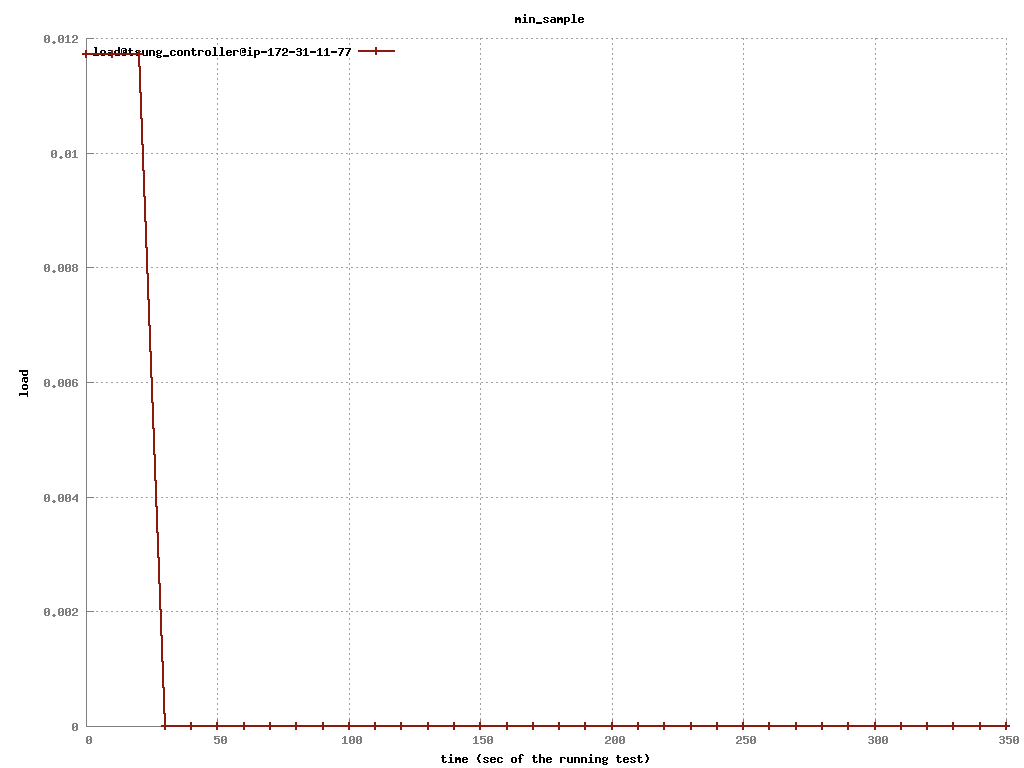 min_sample
load@tsung_controller@ip-172-31-11-77
0.012
0.01
0.008
0.006
0.004
0.002
0
load
0 50 100 150 200 250 300 350
time (sec of the running test)